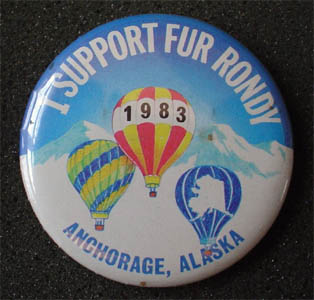 I SUPPORT FUR RONDY
1983
ANCHORAGE, ALASKA